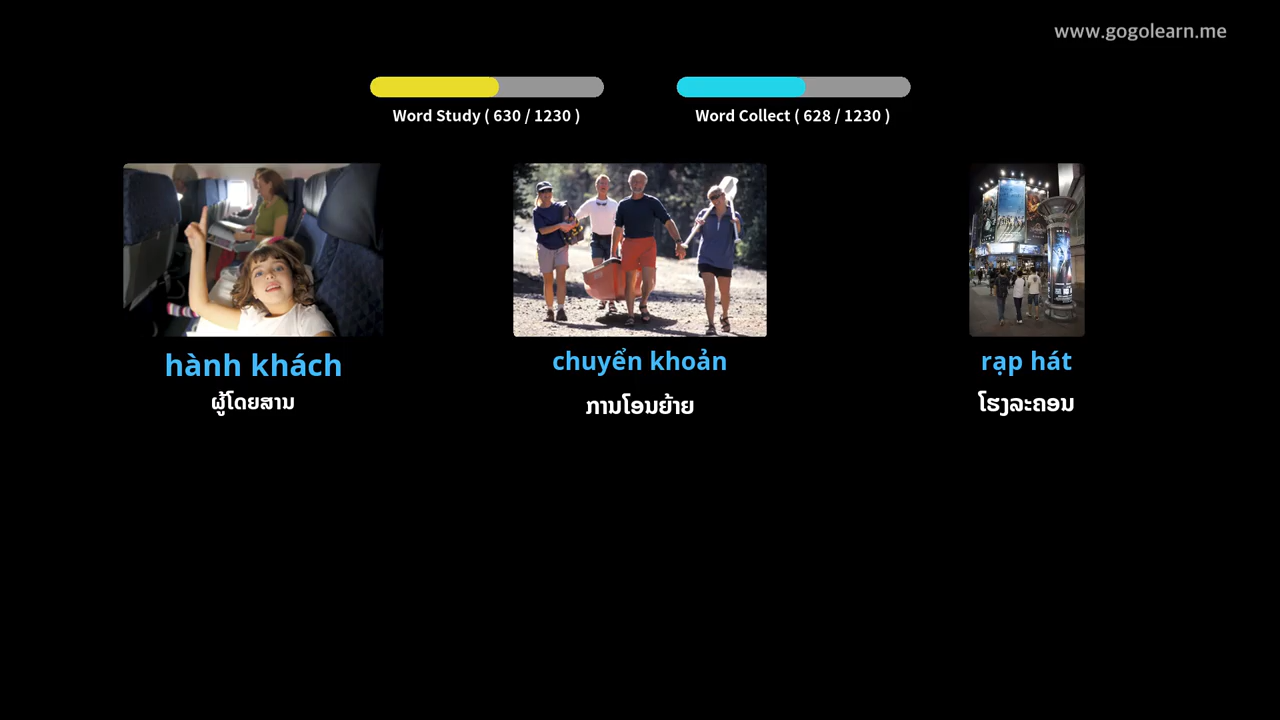 www.gogolearn.me
Word Study ( 630 / 1230 )
Word Collect ( 628 / 1230 )
hành khách
ຜູ້ໂດຍສານ
chuyển khoản
ການໂອນຍ້າຍ
rạp hát
ໂຮງລະຄອນ